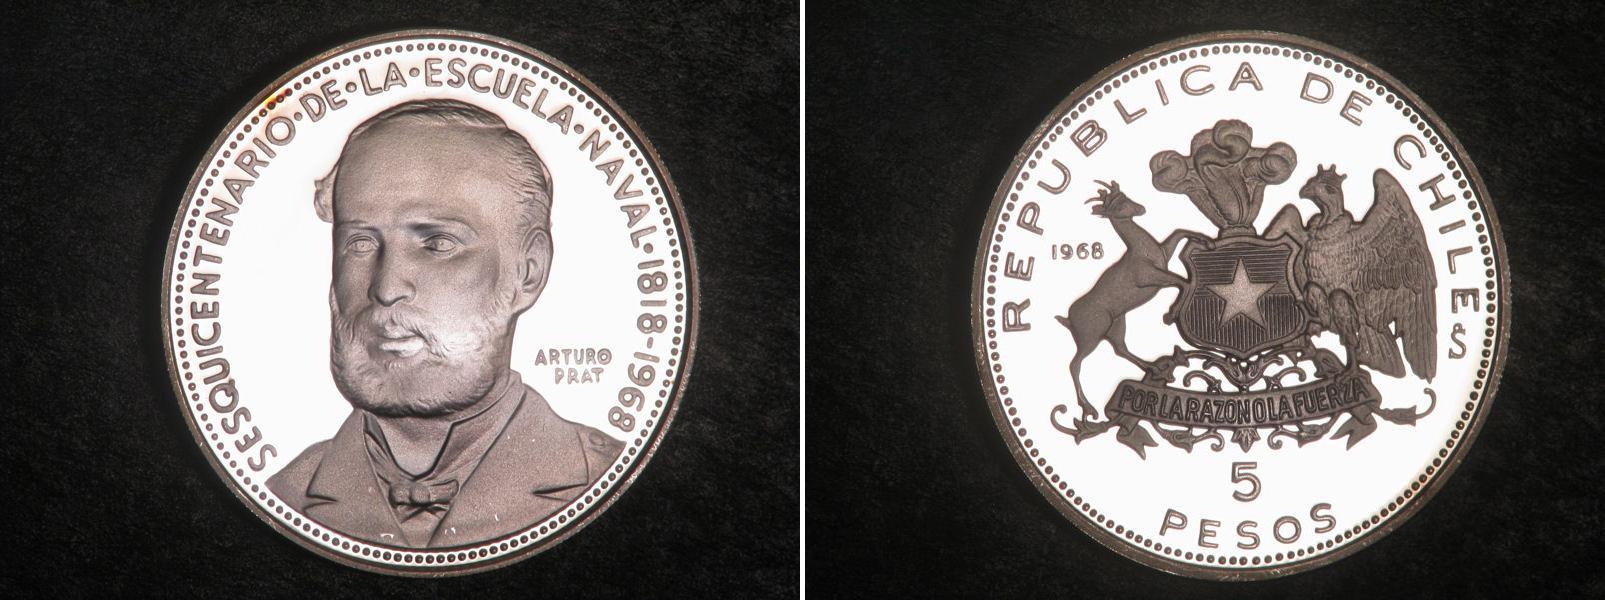 SESQUICENTENARIO·DE·LA·ESCUELA·NAVAL·1818-1968
ARTURO
PRAT
REPUBLICA DE CHILE
1968
POR LA RAZON O LA FUERZA
5
PESOS